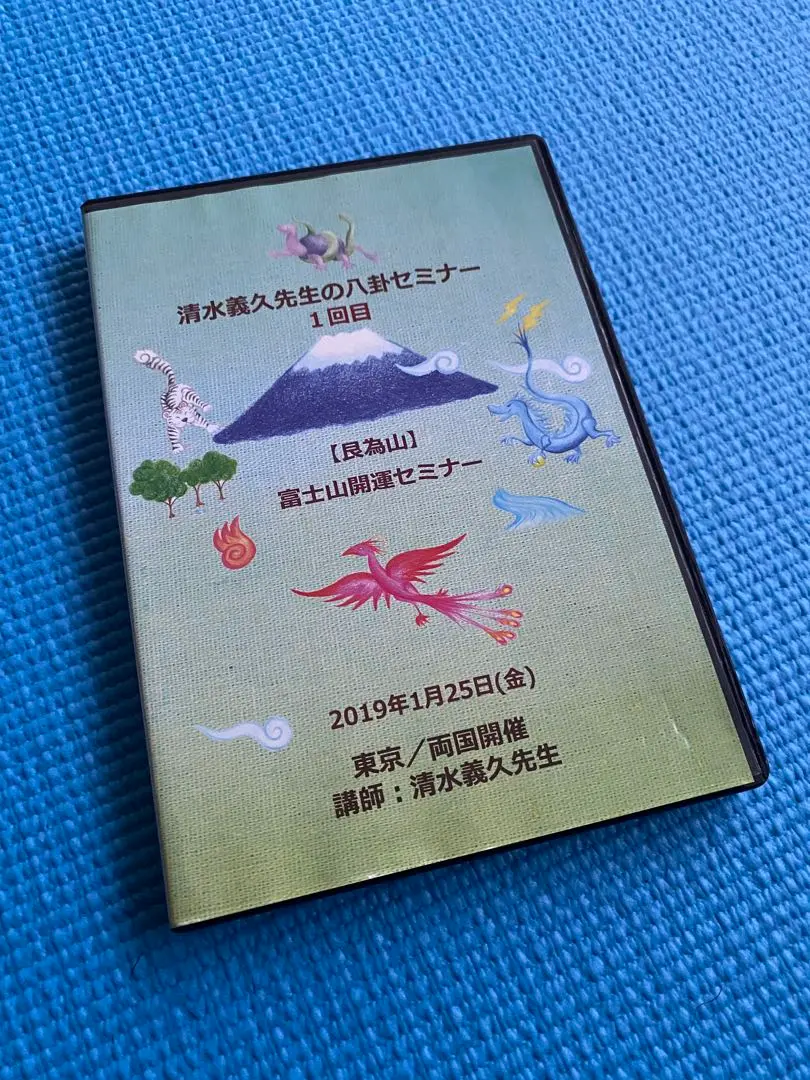 清水義久先生の八卦セミナー
1回目
【艮為山】
富士山開運セミナー
2019年1月25日(金)
東京／両国開催
講師：清水義久先生